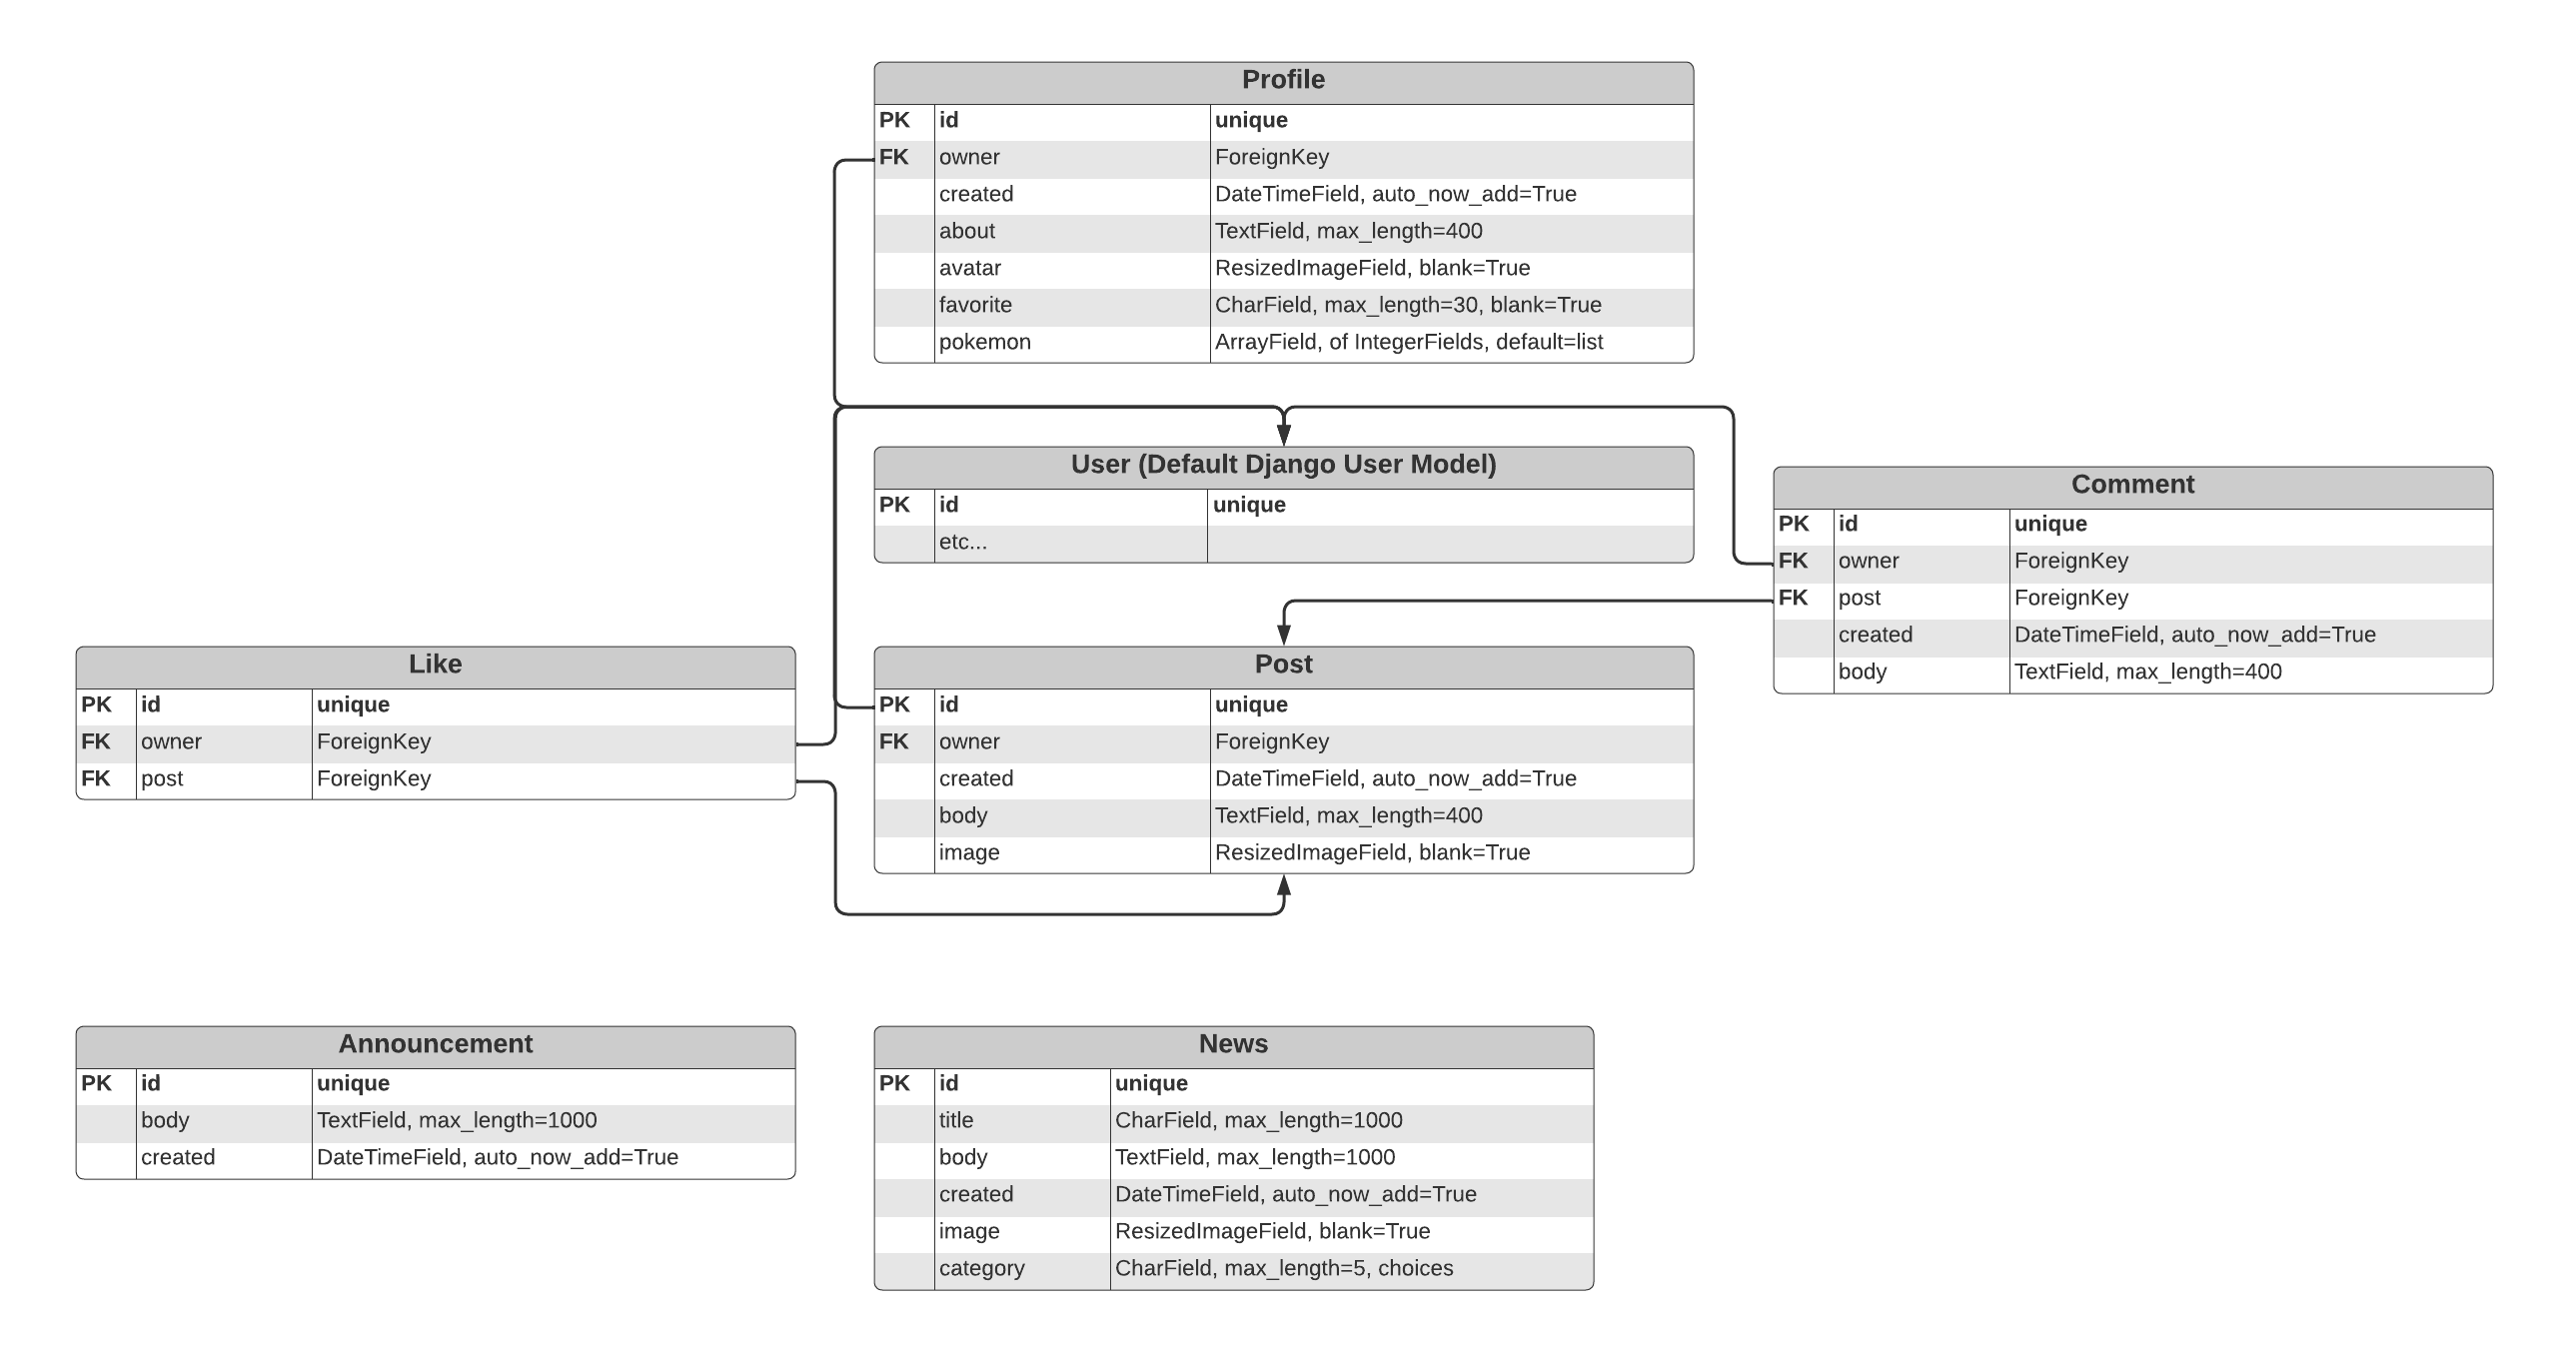 Profile
PK id unique
FK owner ForeignKey
created DateTimeField, auto_now_add=True
about TextField, max_length=400
avatar ResizedImageField, blank=True
favorite CharField, max_length=30, blank=True
pokemon ArrayField, of IntegerFields, default=list
User (Default Django User Model)
PK id unique
etc...
Comment
PK id unique
FK owner ForeignKey
FK post ForeignKey
created DateTimeField, auto_now_add=True
body TextField, max_length=400
Like
PK id unique
FK owner ForeignKey
FK post ForeignKey
Post
PK id unique
FK owner ForeignKey
created DateTimeField, auto_now_add=True
body TextField, max_length=400
image ResizedImageField, blank=True
Announcement
PK id unique
body TextField, max_length=1000
created DateTimeField, auto_now_add=True
News
PK id unique
title CharField, max_length=1000
body TextField, max_length=1000
created DateTimeField, auto_now_add=True
image ResizedImageField, blank=True
category CharField, max_length=5, choices